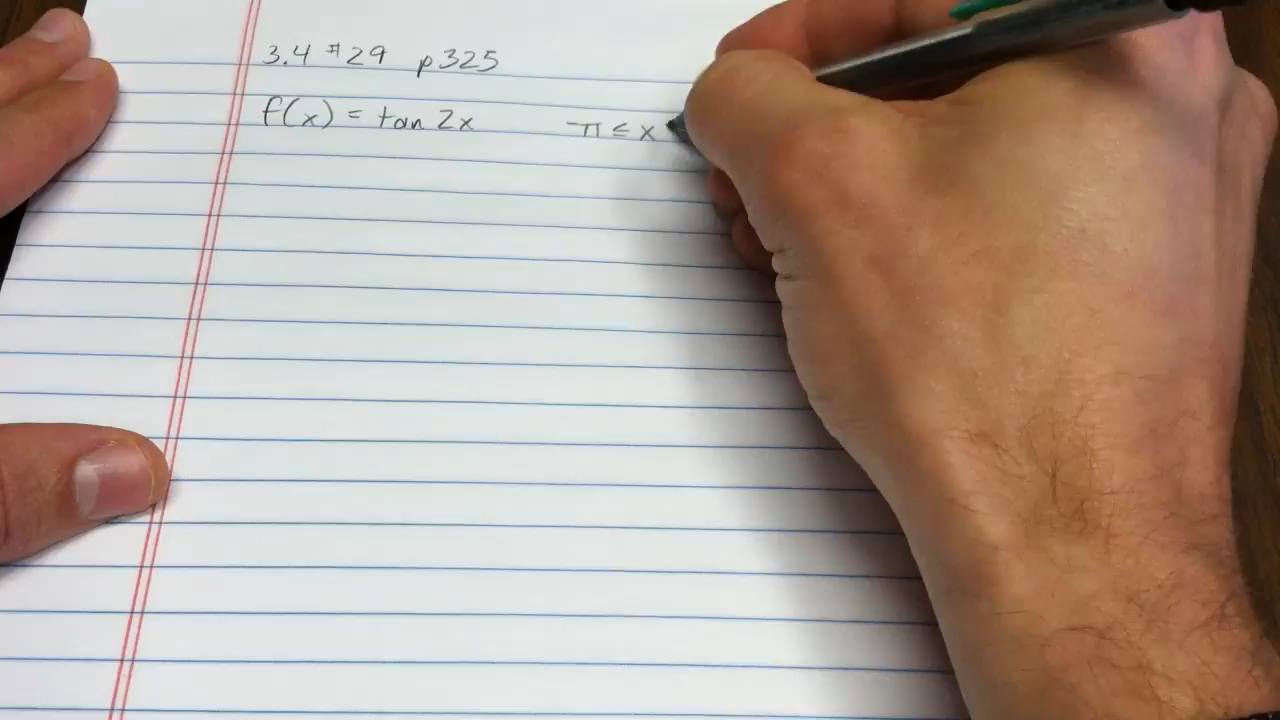 3.4 #29 p325
f(x) = tan 2x -π ≤ x